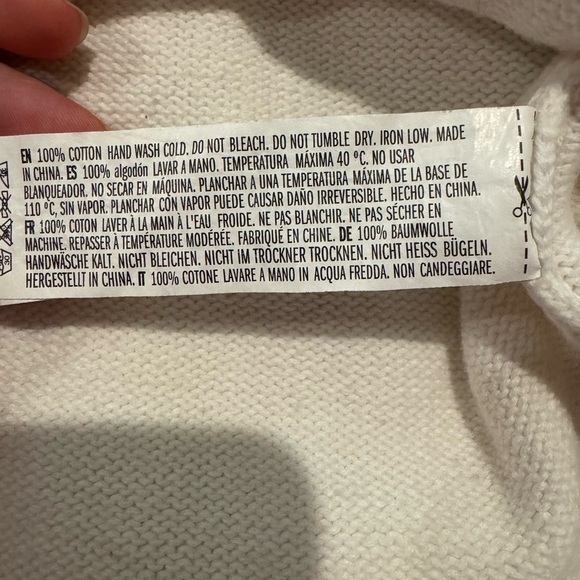 EN 100% COTTON HAND WASH COLD. DO NOT BLEACH. DO NOT TUMBLE DRY. IRON LOW. MADE
IN CHINA. ES 100% algodón LAVAR A MANO. TEMPERATURA MÁXIMA 40 °C. NO USAR
BLANQUEADOR. NO SECAR EN MÁQUINA. PLANCHAR A UNA TEMPERATURA MÁXIMA DE LA BASE DE
110 °C, SIN VAPOR. PLANCHAR CON VAPOR PUEDE CAUSAR DAÑO IRREVERSIBLE. HECHO EN CHINA.
FR 100% COTON LAVER À LA MAIN À L'EAU FROIDE. NE PAS BLANCHIR. NE PAS SÉCHER EN
MACHINE. REPASSER À TEMPÉRATURE MODÉRÉE. FABRIQUÉ EN CHINE. DE 100% BAUMWOLLE
HANDWÄSCHE KALT. NICHT BLEICHEN. NICHT IM TRÖCKNER TROCKNEN. NICHT HEISS BÜGELN.
HERGESTELLT IN CHINA. IT 100% COTONE LAVARE A MANO IN ACQUA FREDDA. NON CANDEGGIARE.